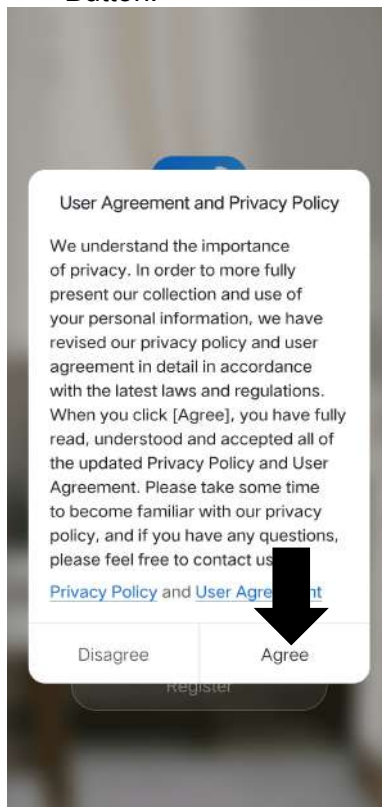 User Agreement and Privacy Policy
We understand the importance
of privacy. In order to more fully
present our collection and use of
your personal information, we have
revised our privacy policy and user
agreement in detail in accordance
with the latest laws and regulations.
When you click [Agree], you have fully
read, understood and accepted all of
the updated Privacy Policy and User
Agreement. Please take some time
to become familiar with our privacy
policy, and if you have any questions,
please feel free to contact us
Privacy Policy and User
Disagree
Agree
Register